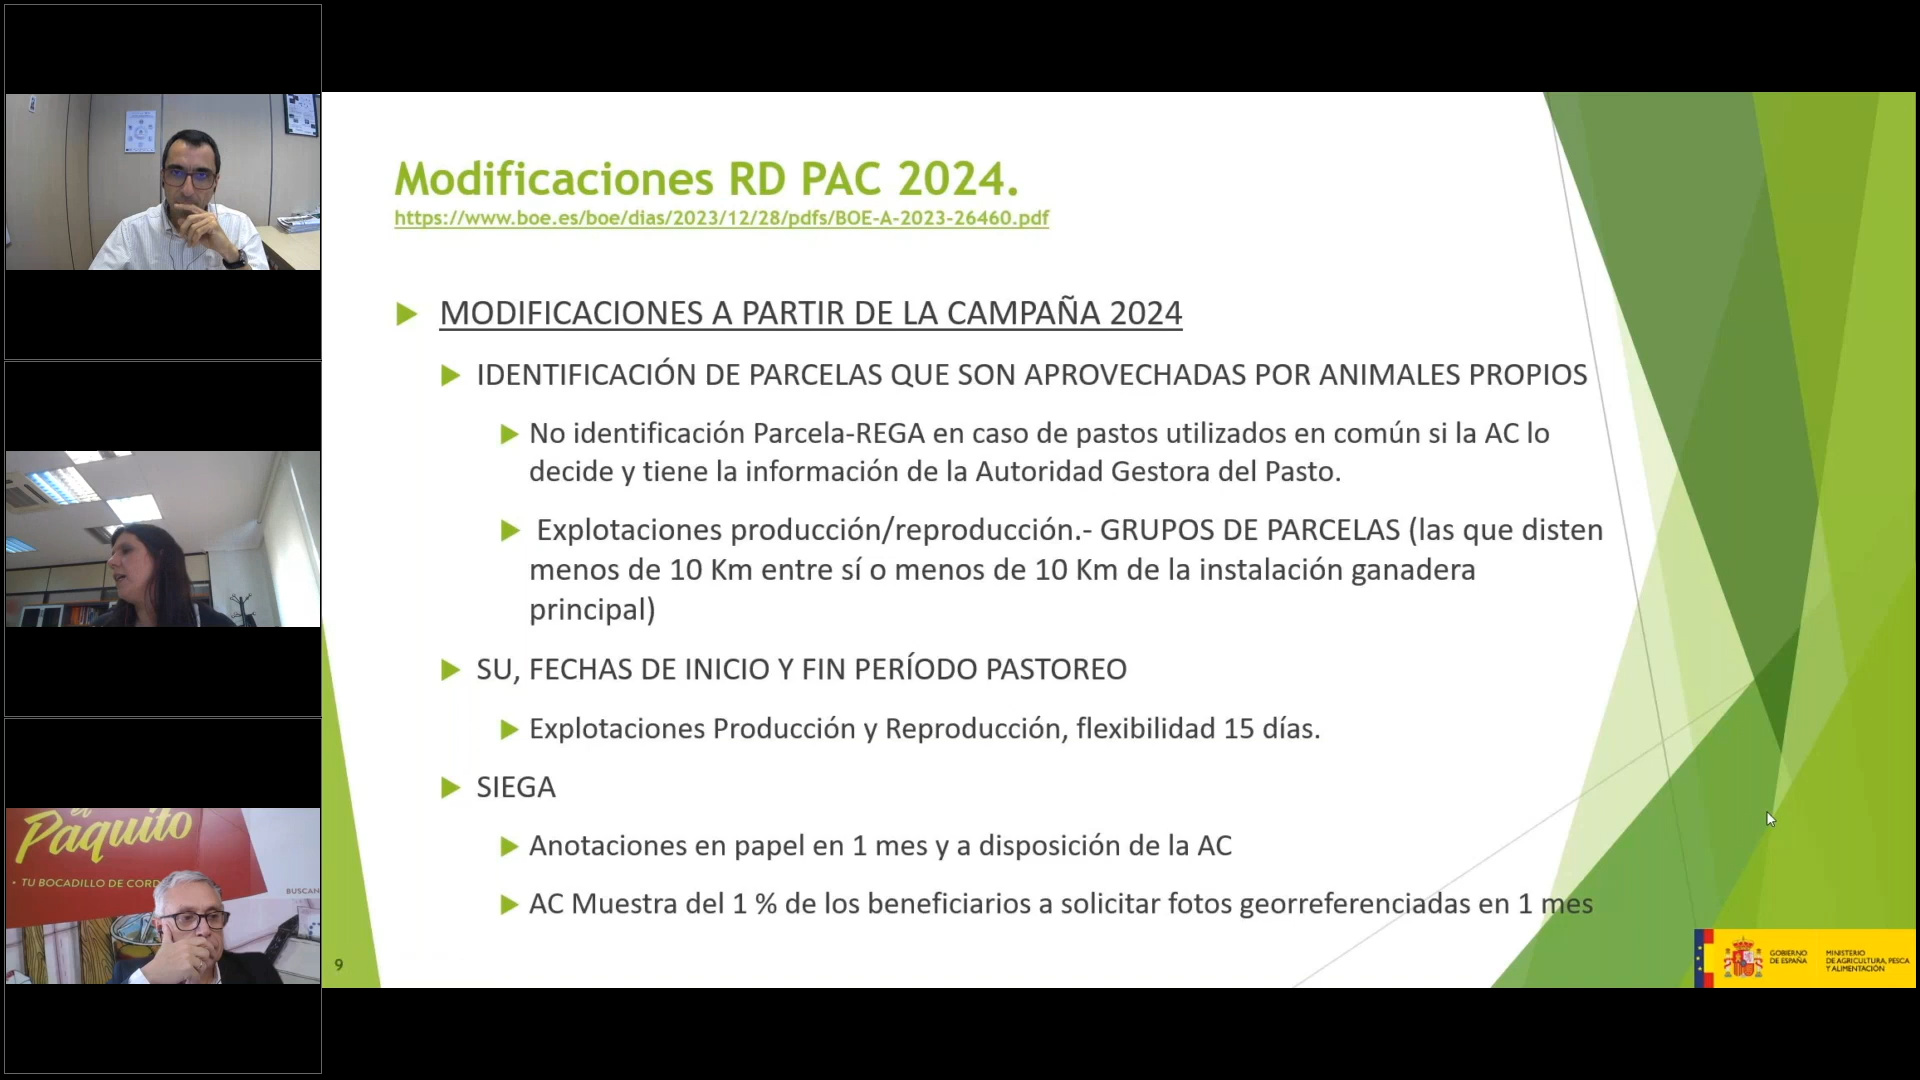 Modificaciones RD PAC 2024.
https://www.boe.es/boe/dias/2023/12/28/pdfs/BOE-A-2023-26460.pdf
MODIFICACIONES A PARTIR DE LA CAMPAÑA 2024
IDENTIFICACIÓN DE PARCELAS QUE SON APROVECHADAS POR ANIMALES PROPIOS
No identificación Parcela-REGA en caso de pastos utilizados en común si la AC lo
decide y tiene la información de la Autoridad Gestora del Pasto.
Explotaciones producción/reproducción.- GRUPOS DE PARCELAS (las que disten
menos de 10 Km entre sí o menos de 10 Km de la instalación ganadera
principal)
SU, FECHAS DE INICIO Y FIN PERÍODO PASTOREO
Explotaciones Producción y Reproducción, flexibilidad 15 días.
SIEGA
Anotaciones en papel en 1 mes y a disposición de la AC
AC Muestra del 1 % de los beneficiarios a solicitar fotos georreferenciadas en 1 mes
9
GOBIERNO
DE ESPAÑA
MINISTERIO
DE AGRICULTURA, PESCA
Y ALIMENTACIÓN
el
Paquito
• TU BOCADILLO DE CORD
BUSCAN